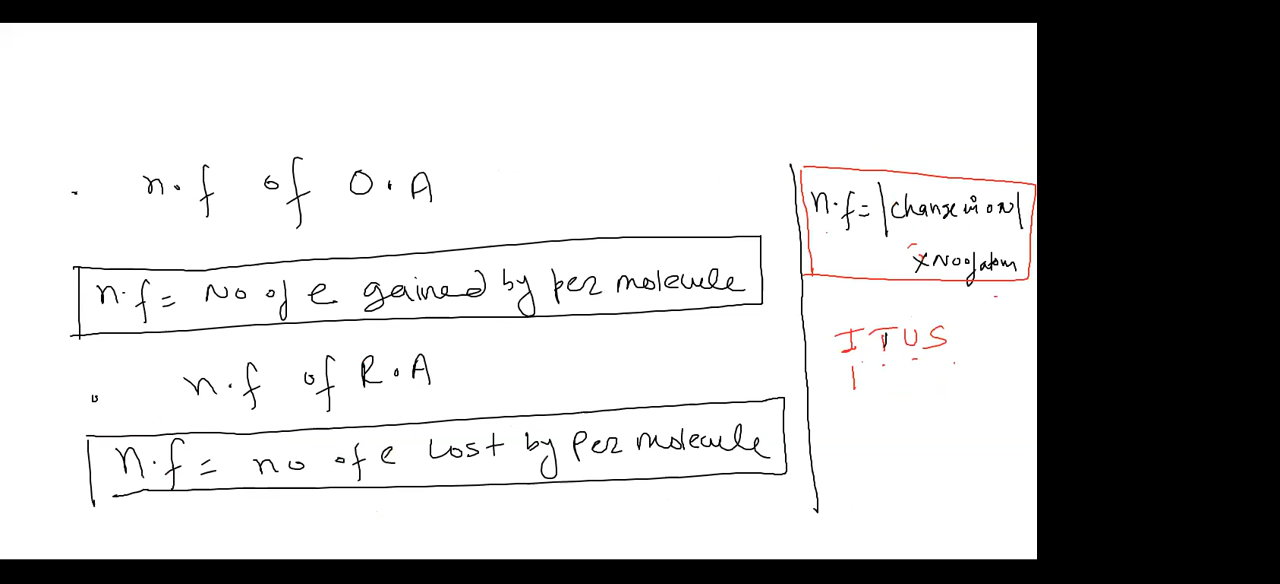 n.f of O.A
n.f = No of e gained by per molecule
n.f of R.A
n.f = no of e Lost by Per molecule
n.f = |change in ON|
× No of atom
I T U S
|